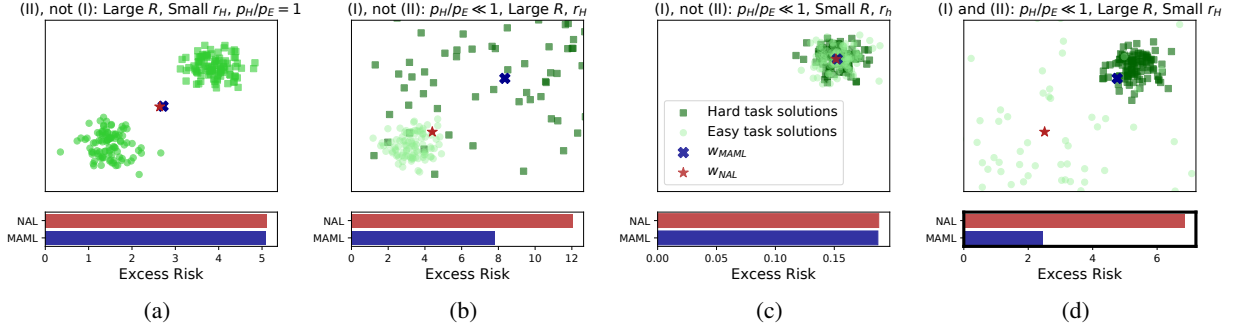 (II), not (I): Large R, Small r_H, p_H/p_E = 1
NAL
MAML
0 1 2 3 4 5
Excess Risk
(a)
(I), not (II): p_H/p_E ≪ 1, Large R, r_H
NAL
MAML
0 2 4 6 8 10 12
Excess Risk
(b)
(I), not (II): p_H/p_E ≪ 1, Small R, r_h
Hard task solutions
Easy task solutions
w_MAML
w_NAL
NAL
MAML
0.00 0.05 0.10 0.15
Excess Risk
(c)
(I) and (II): p_H/p_E ≪ 1, Large R, Small r_H
NAL
MAML
0 2 4 6
Excess Risk
(d)